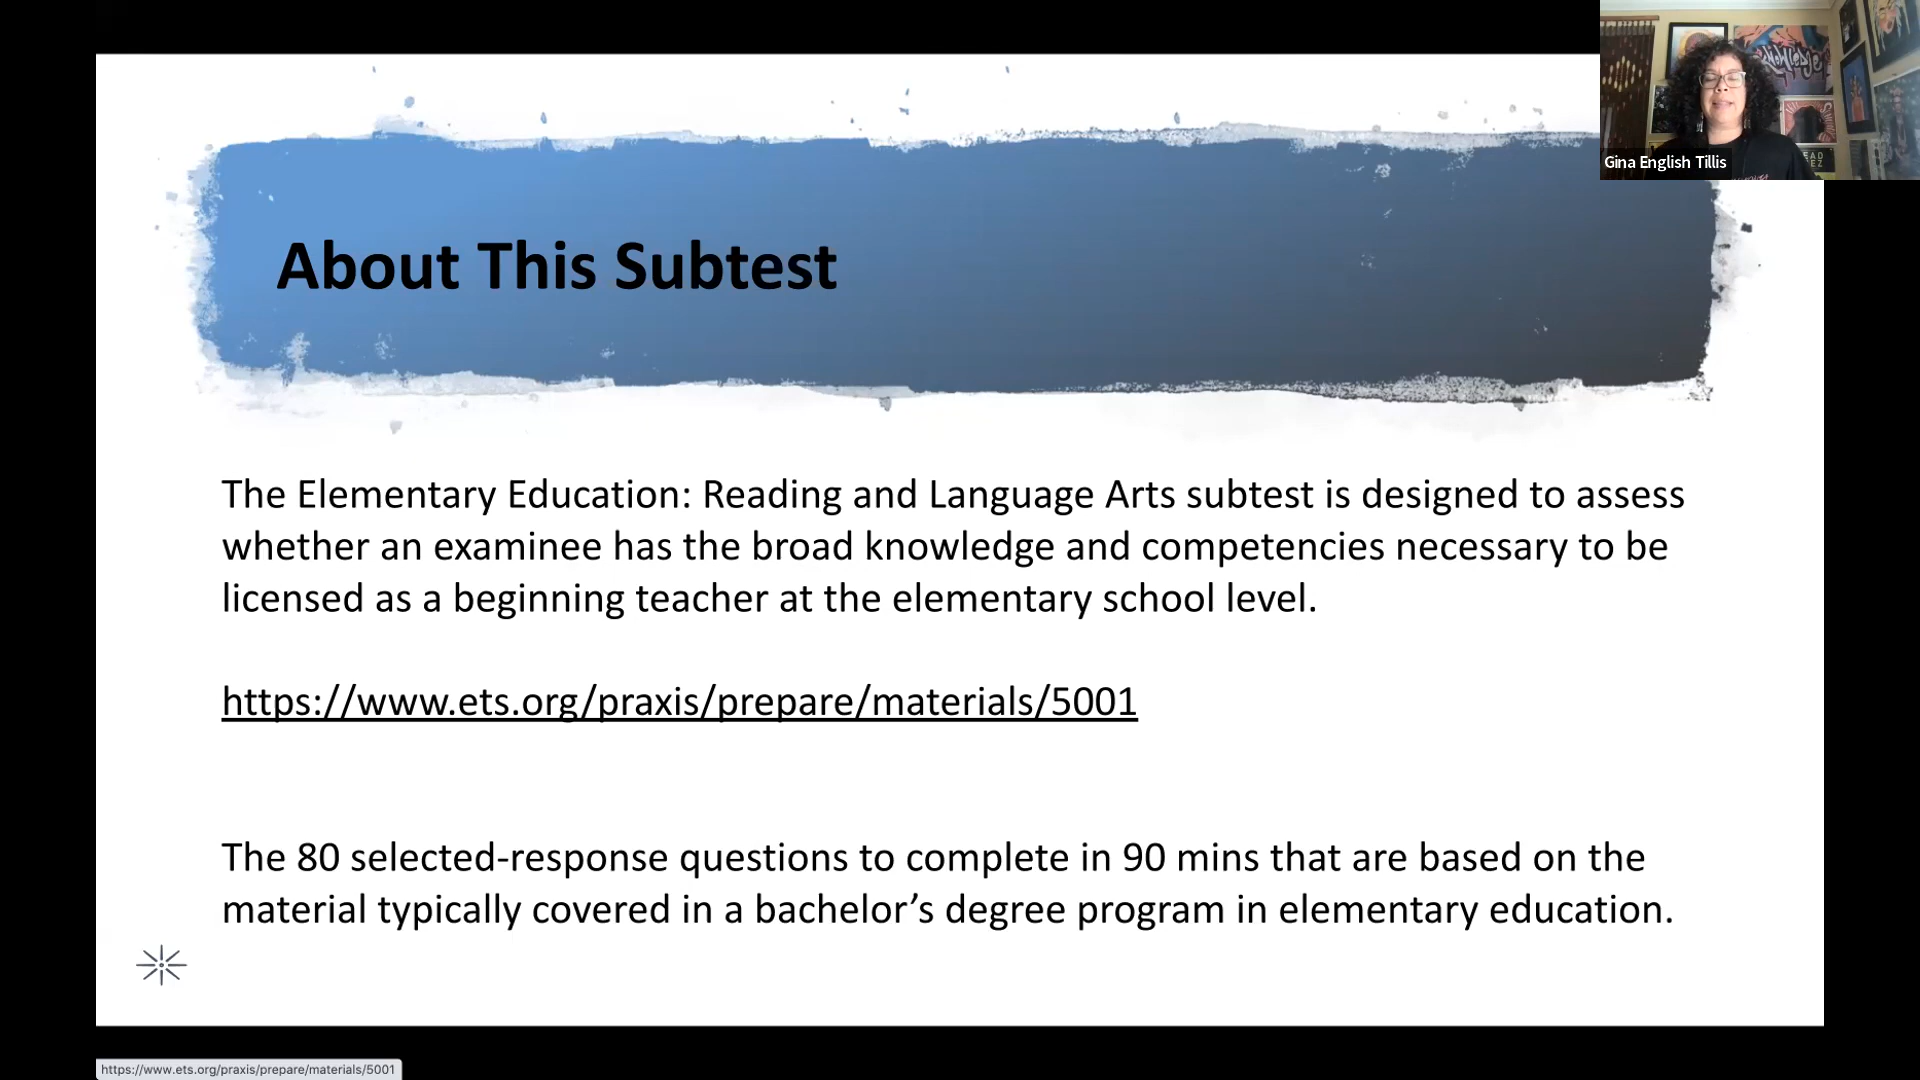 Knowledge
Gina English Tillis
About This Subtest
The Elementary Education: Reading and Language Arts subtest is designed to assess
whether an examinee has the broad knowledge and competencies necessary to be
licensed as a beginning teacher at the elementary school level.
https://www.ets.org/praxis/prepare/materials/5001
The 80 selected-response questions to complete in 90 mins that are based on the
material typically covered in a bachelor’s degree program in elementary education.
https://www.ets.org/praxis/prepare/materials/5001